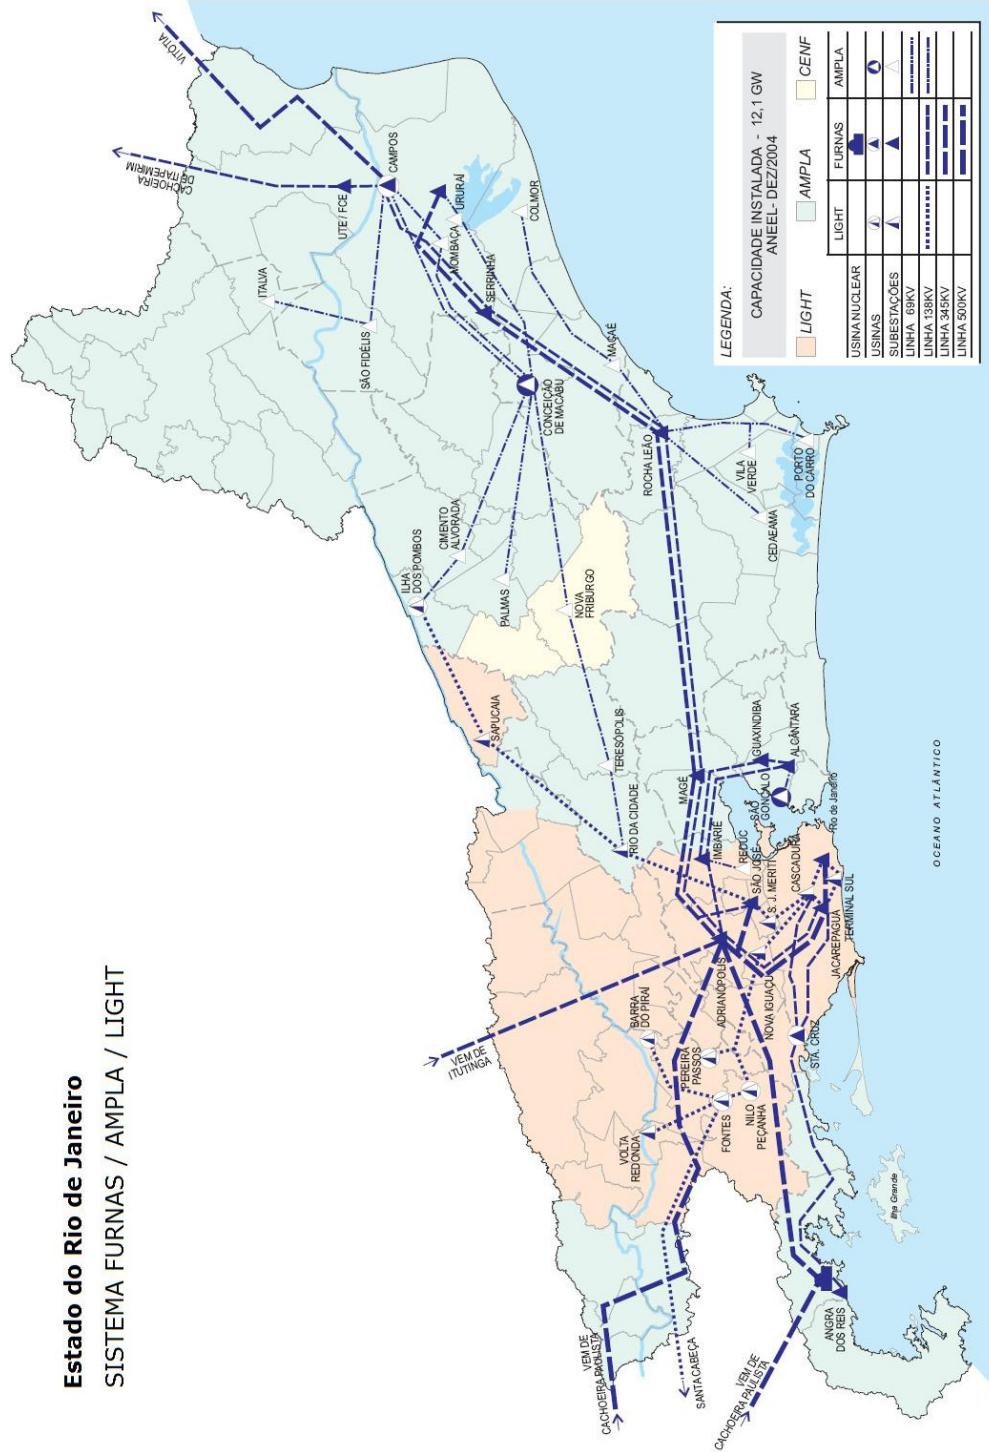 Estado do Rio de Janeiro
SISTEMA FURNAS / AMPLA / LIGHT
VITÓTIA
CACHOEIRA
DE ITAPEMIRIM
UTE / FCE
CAMPOS
ITALVA
SÃO FIDELIS
MOMBAÇA
URURAÍ
SERRINHA
COLMOR
CONCEIÇÃO
DE MACABU
MACAÉ
ILHA
DOS POMBOS
CIMENTO
ALVORADA
PALMAS
NOVA
FRIBURGO
ROCHA LEÃO
VILA
VERDE
PORTO
DO CARRO
CEDAEAMA
SAPUCAIA
TERESÓPOLIS
RIO DA CIDADE
MAGÉ
GUAXINDIBA
ALCÂNTARA
SÃO
GONÇALO
Rio de Janeiro
IMBARIÊ
REDUC
SÃO JOSÉ
S. J. MERITI
CASCADURA
TERMINAL SUL
JACAREPAGUÁ
ADRIANÓPOLIS
NOVA IGUAÇU
STA. CRUZ
VEM DE
ITUTINGA
BARRA
DO PIRAÍ
PEREIRA
PASSOS
VOLTA
REDONDA
FONTES
NILO
PEÇANHA
VEM DE
CACHOEIRA PAULISTA
SANTA CABEÇA
VEM DE
CACHOEIRA PAULISTA
ANGRA
DOS REIS
Ilha Grande
OCEANO ATLÂNTICO
LEGENDA:
CAPACIDADE INSTALADA - 12,1 GW
ANEEL- DEZ/2004
LIGHT AMPLA CENF
LIGHT FURNAS AMPLA
USINA NUCLEAR
USINAS
SUBESTAÇÕES
LINHA 69KV
LINHA 138KV
LINHA 345KV
LINHA 500KV